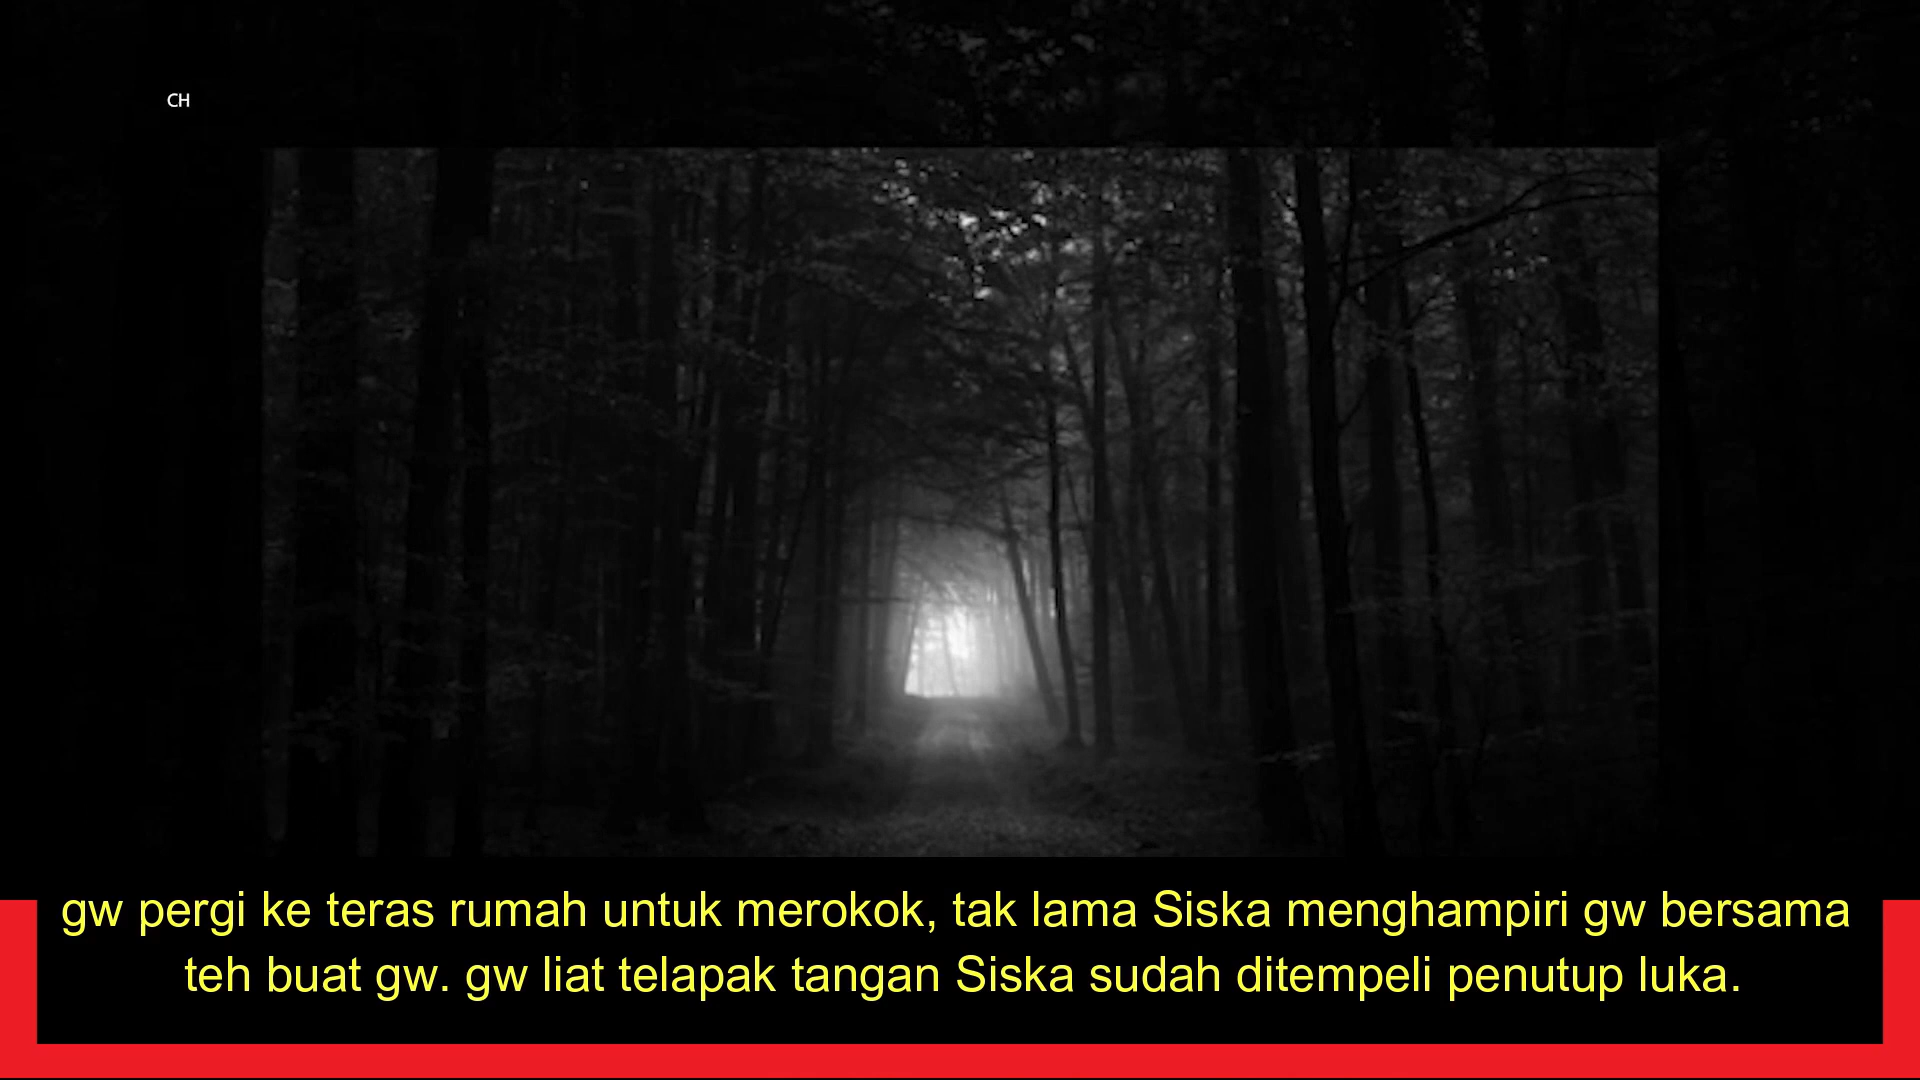 CH
gw pergi ke teras rumah untuk merokok, tak lama Siska menghampiri gw bersama
teh buat gw. gw liat telapak tangan Siska sudah ditempeli penutup luka.